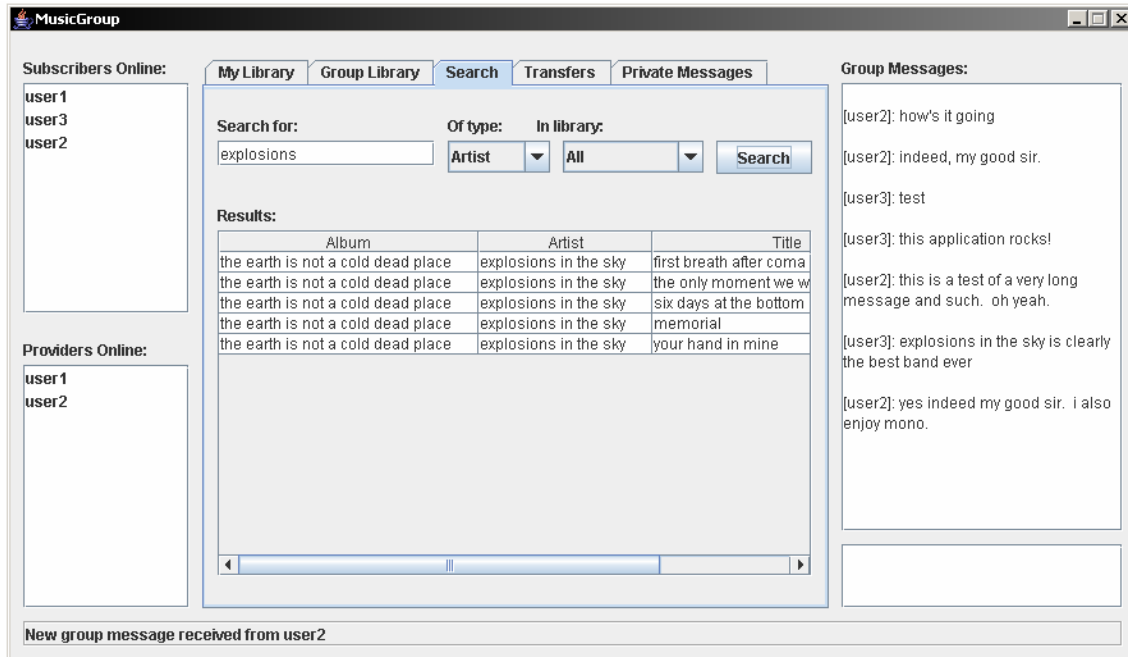 MusicGroup
Subscribers Online:
user1
user3
user2
Providers Online:
user1
user2
My Library Group Library Search Transfers Private Messages
Search for: Of type: In library:
explosions Artist All Search
Results:
Album Artist Title
the earth is not a cold dead place explosions in the sky first breath after coma
the earth is not a cold dead place explosions in the sky the only moment we w
the earth is not a cold dead place explosions in the sky six days at the bottom
the earth is not a cold dead place explosions in the sky memorial
the earth is not a cold dead place explosions in the sky your hand in mine
Group Messages:
[user2]: how's it going
[user2]: indeed, my good sir.
[user3]: test
[user3]: this application rocks!
[user2]: this is a test of a very long
message and such. oh yeah.
[user3]: explosions in the sky is clearly
the best band ever
[user2]: yes indeed my good sir. i also
enjoy mono.
New group message received from user2